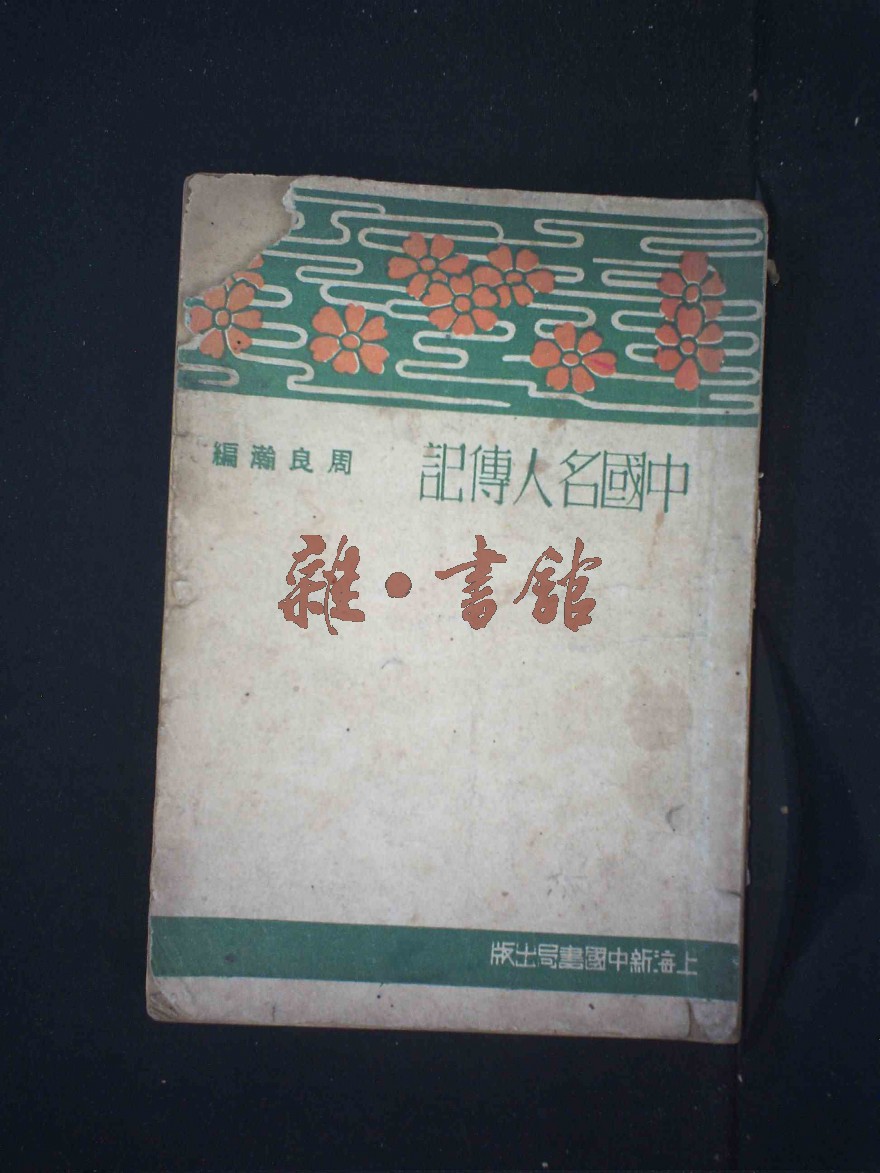 中國名人傳記
周良瀚編
雜·書館
上海新中國書局出版